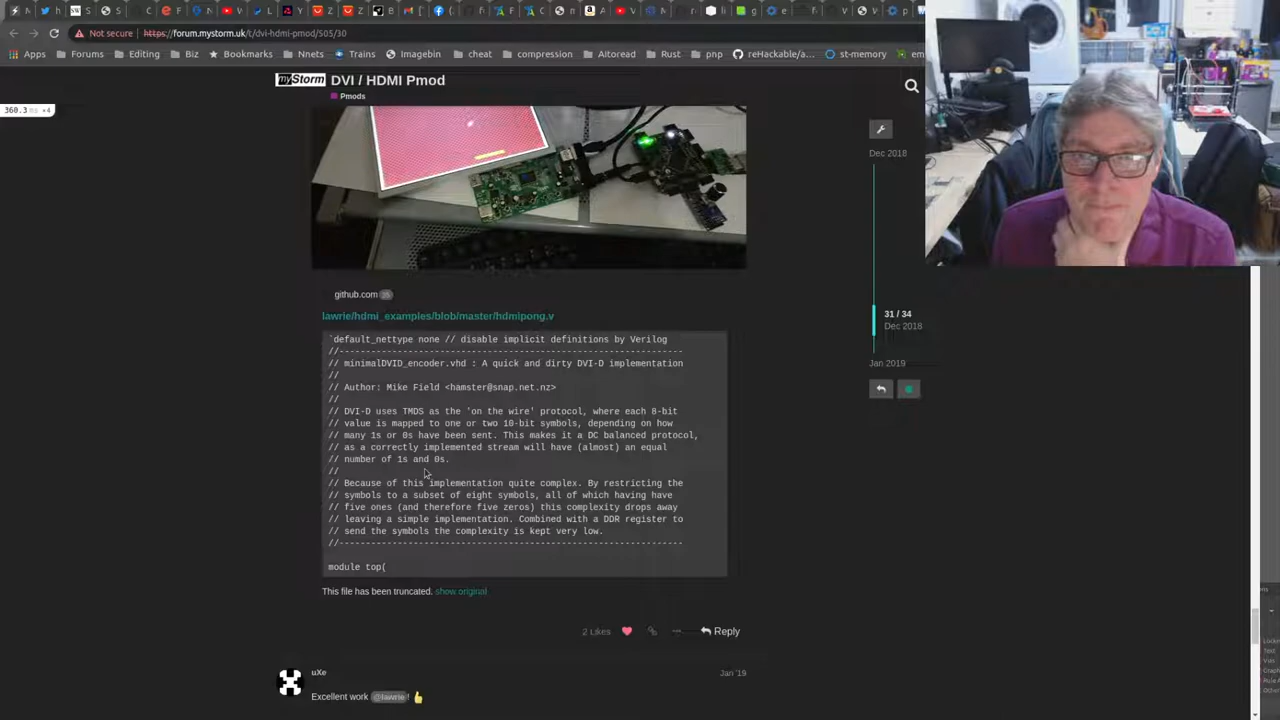 Not secure https://forum.mystorm.uk/t/dvi-hdmi-pmod/505/30
Apps Forums Editing Biz Bookmarks Nnets Trains Imagebin cheat compression Aitoread Rust php reHackable/a... st-memory
360.3 ms ×4
myStorm DVI / HDMI Pmod
Pmods
Dec 2018
github.com
lawrie/hdmi_examples/blob/master/hdmipong.v
`default_nettype none // disable implicit definitions by Verilog
//----------------------------------------------------------------
// minimalDVID_encoder.vhd : A quick and dirty DVI-D implementation
//
// Author: Mike Field <hamster@snap.net.nz>
//
// DVI-D uses TMDS as the 'on the wire' protocol, where each 8-bit
// value is mapped to one or two 10-bit symbols, depending on how
// many 1s or 0s have been sent. This makes it a DC balanced protocol,
// as a correctly implemented stream will have (almost) an equal
// number of 1s and 0s.
//
// Because of this implementation quite complex. By restricting the
// symbols to a subset of eight symbols, all of which having have
// five ones (and therefore five zeros) this complexity drops away
// leaving a simple implementation. Combined with a DDR register to
// send the symbols the complexity is kept very low.
//----------------------------------------------------------------
module top(
This file has been truncated. show original
31 / 34
Dec 2018
Jan 2019
2 Likes Reply
uXe Jan '19
Excellent work @lawrie !